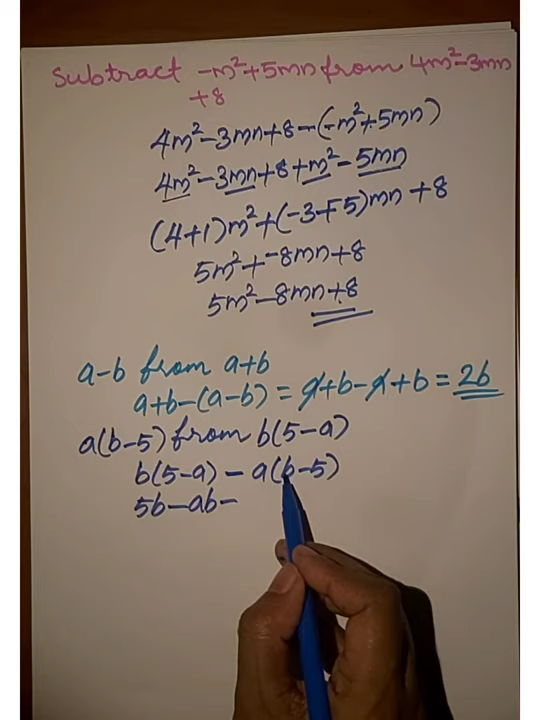 Subtract -m²+5mn from 4m²-3mn
+8
4m²-3mn+8-(-m²+5mn)
4m²-3mn+8+m²-5mn
(4+1)m²+(-3+-5)mn+8
5m²+-8mn+8
5m²-8mn+8
a-b from a+b
a+b-(a-b) = a+b-a+b = 2b
a(b-5) from b(5-a)
b(5-a) - a(b-5)
5b-ab-